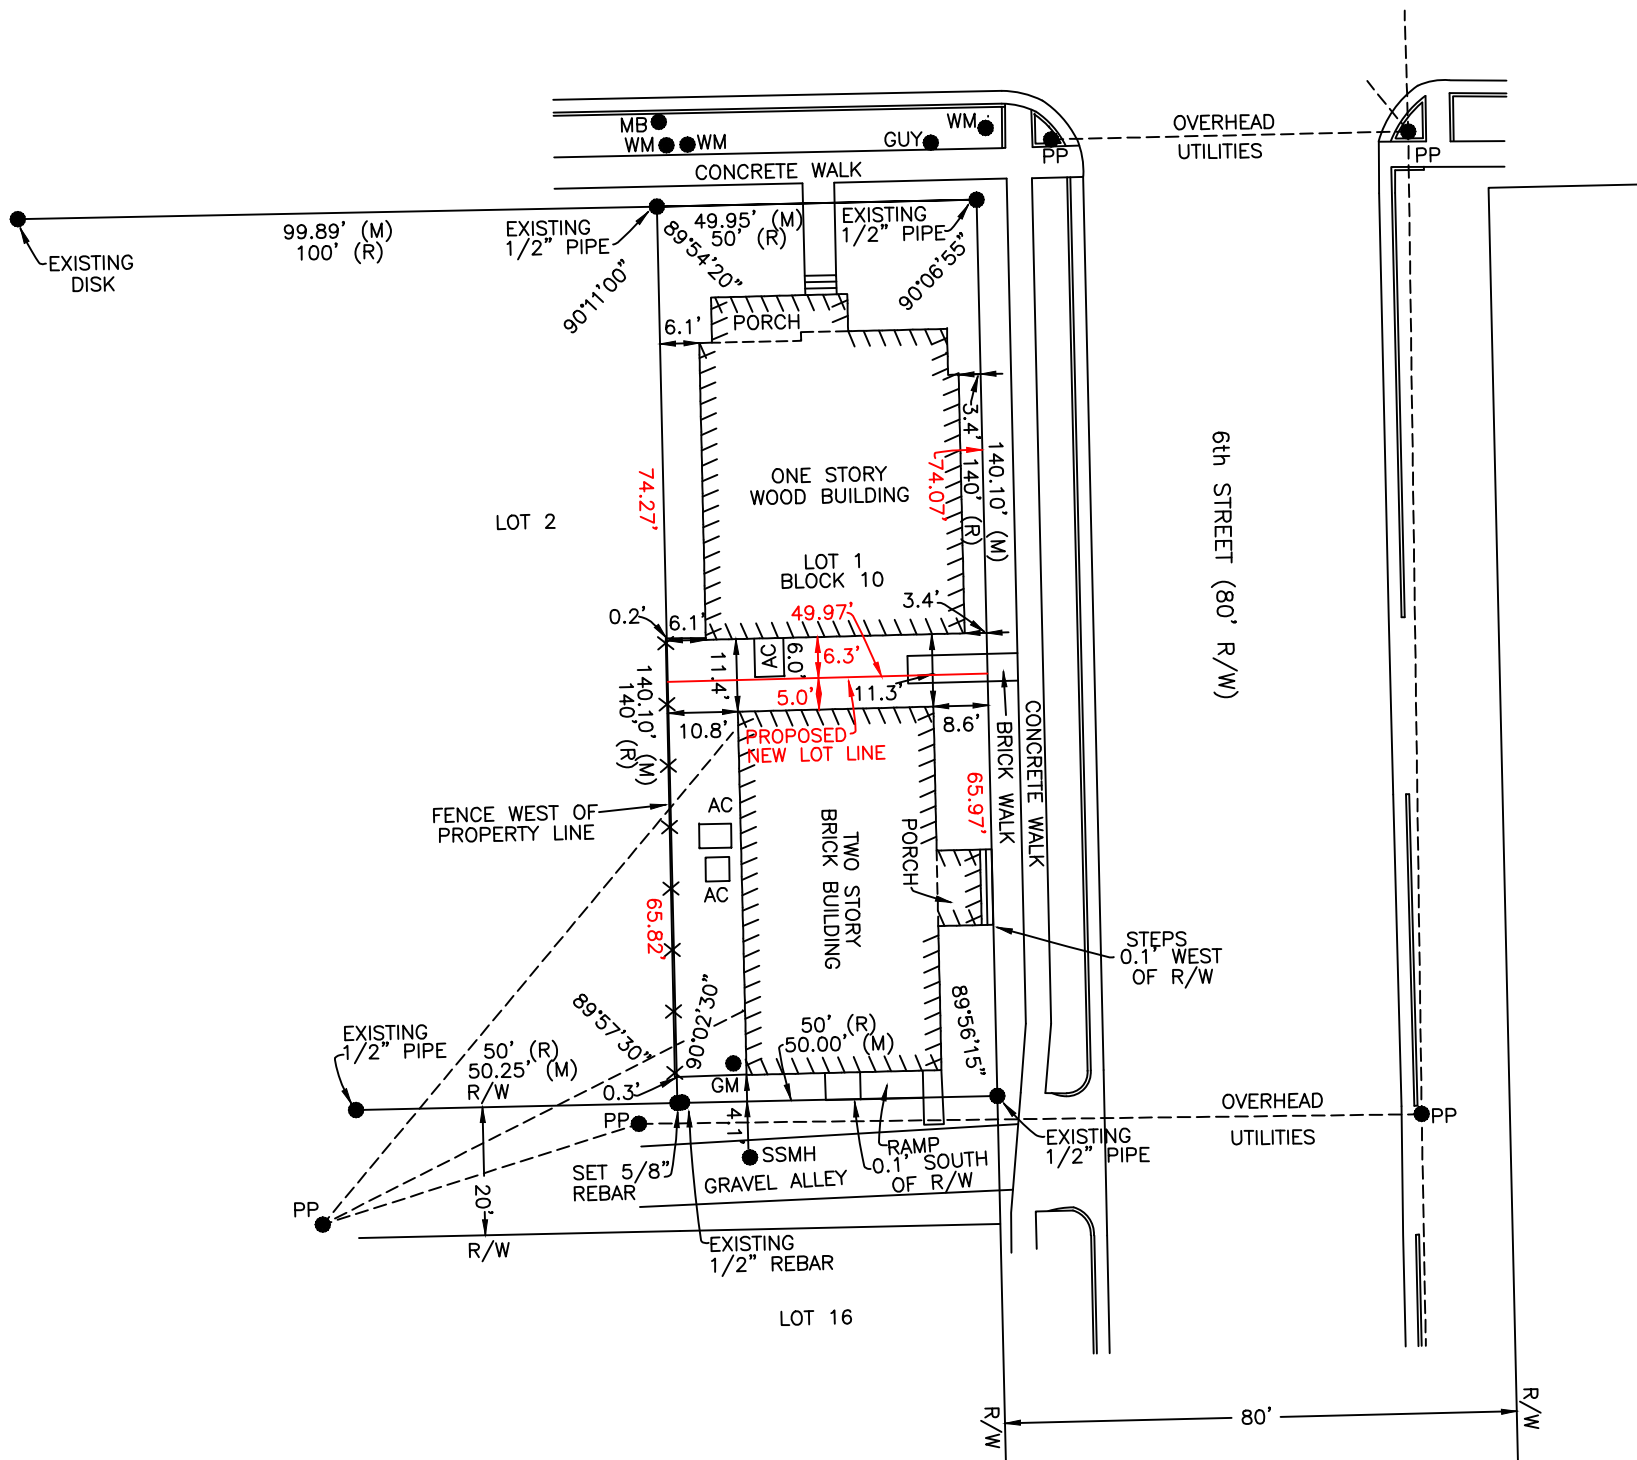 MB
WM
WM
GUY
WM
PP
OVERHEAD
UTILITIES
PP
CONCRETE WALK
99.89' (M)
100' (R)
EXISTING
DISK
EXISTING
1/2" PIPE
49.95' (M)
50' (R)
EXISTING
1/2" PIPE
89°54'20"
90°11'00"
90°06'55"
6.1'
PORCH
3.4'
140.10' (M)
140' (R)
74.07'
74.27'
ONE STORY
WOOD BUILDING
LOT 2
LOT 1
BLOCK 10
6th STREET (80' R/W)
0.2'
6.1'
49.97'
3.4'
AC
6.0'
6.3'
11.4'
11.3'
5.0'
140.10' (M)
140' (R)
10.8'
8.6'
PROPOSED
NEW LOT LINE
BRICK WALK
CONCRETE WALK
65.97'
FENCE WEST OF
PROPERTY LINE
AC
AC
TWO STORY
BRICK BUILDING
PORCH
65.82'
STEPS
0.1' WEST
OF R/W
89°57'30"
90°02'30"
89°56'15"
EXISTING
1/2" PIPE
50' (R)
50.25' (M)
R/W
50' (R)
50.00' (M)
GM
0.3'
PP
4.1'
SSMH
SET 5/8"
REBAR
GRAVEL ALLEY
RAMP
0.1' SOUTH
OF R/W
EXISTING
1/2" PIPE
OVERHEAD
UTILITIES
PP
PP
20'
R/W
EXISTING
1/2" REBAR
LOT 16
R/W
80'
R/W